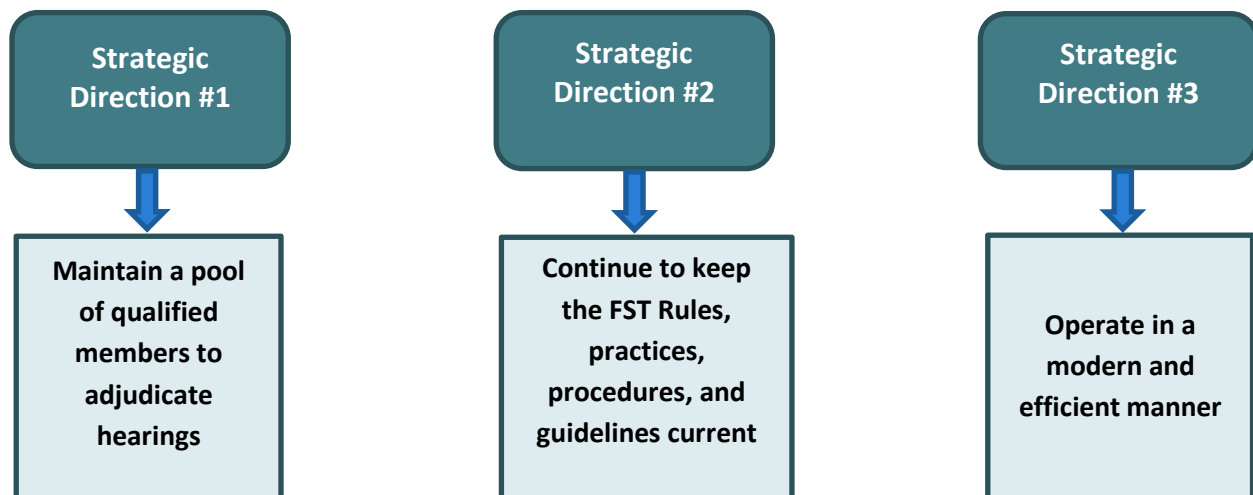 Strategic
Direction #1
Maintain a pool
of qualified
members to
adjudicate
hearings
Strategic
Direction #2
Continue to keep
the FST Rules,
practices,
procedures, and
guidelines current
Strategic
Direction #3
Operate in a
modern and
efficient manner